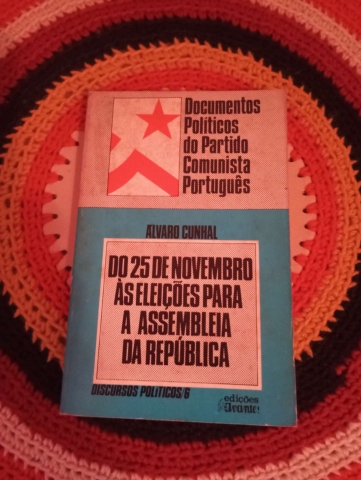 Documentos
Políticos
do Partido
Comunista
Português
ÁLVARO CUNHAL
DO 25 DE NOVEMBRO
ÀS ELEIÇÕES PARA
A ASSEMBLEIA
DA REPÚBLICA
DISCURSOS POLÍTICOS/6
edições
Avante!